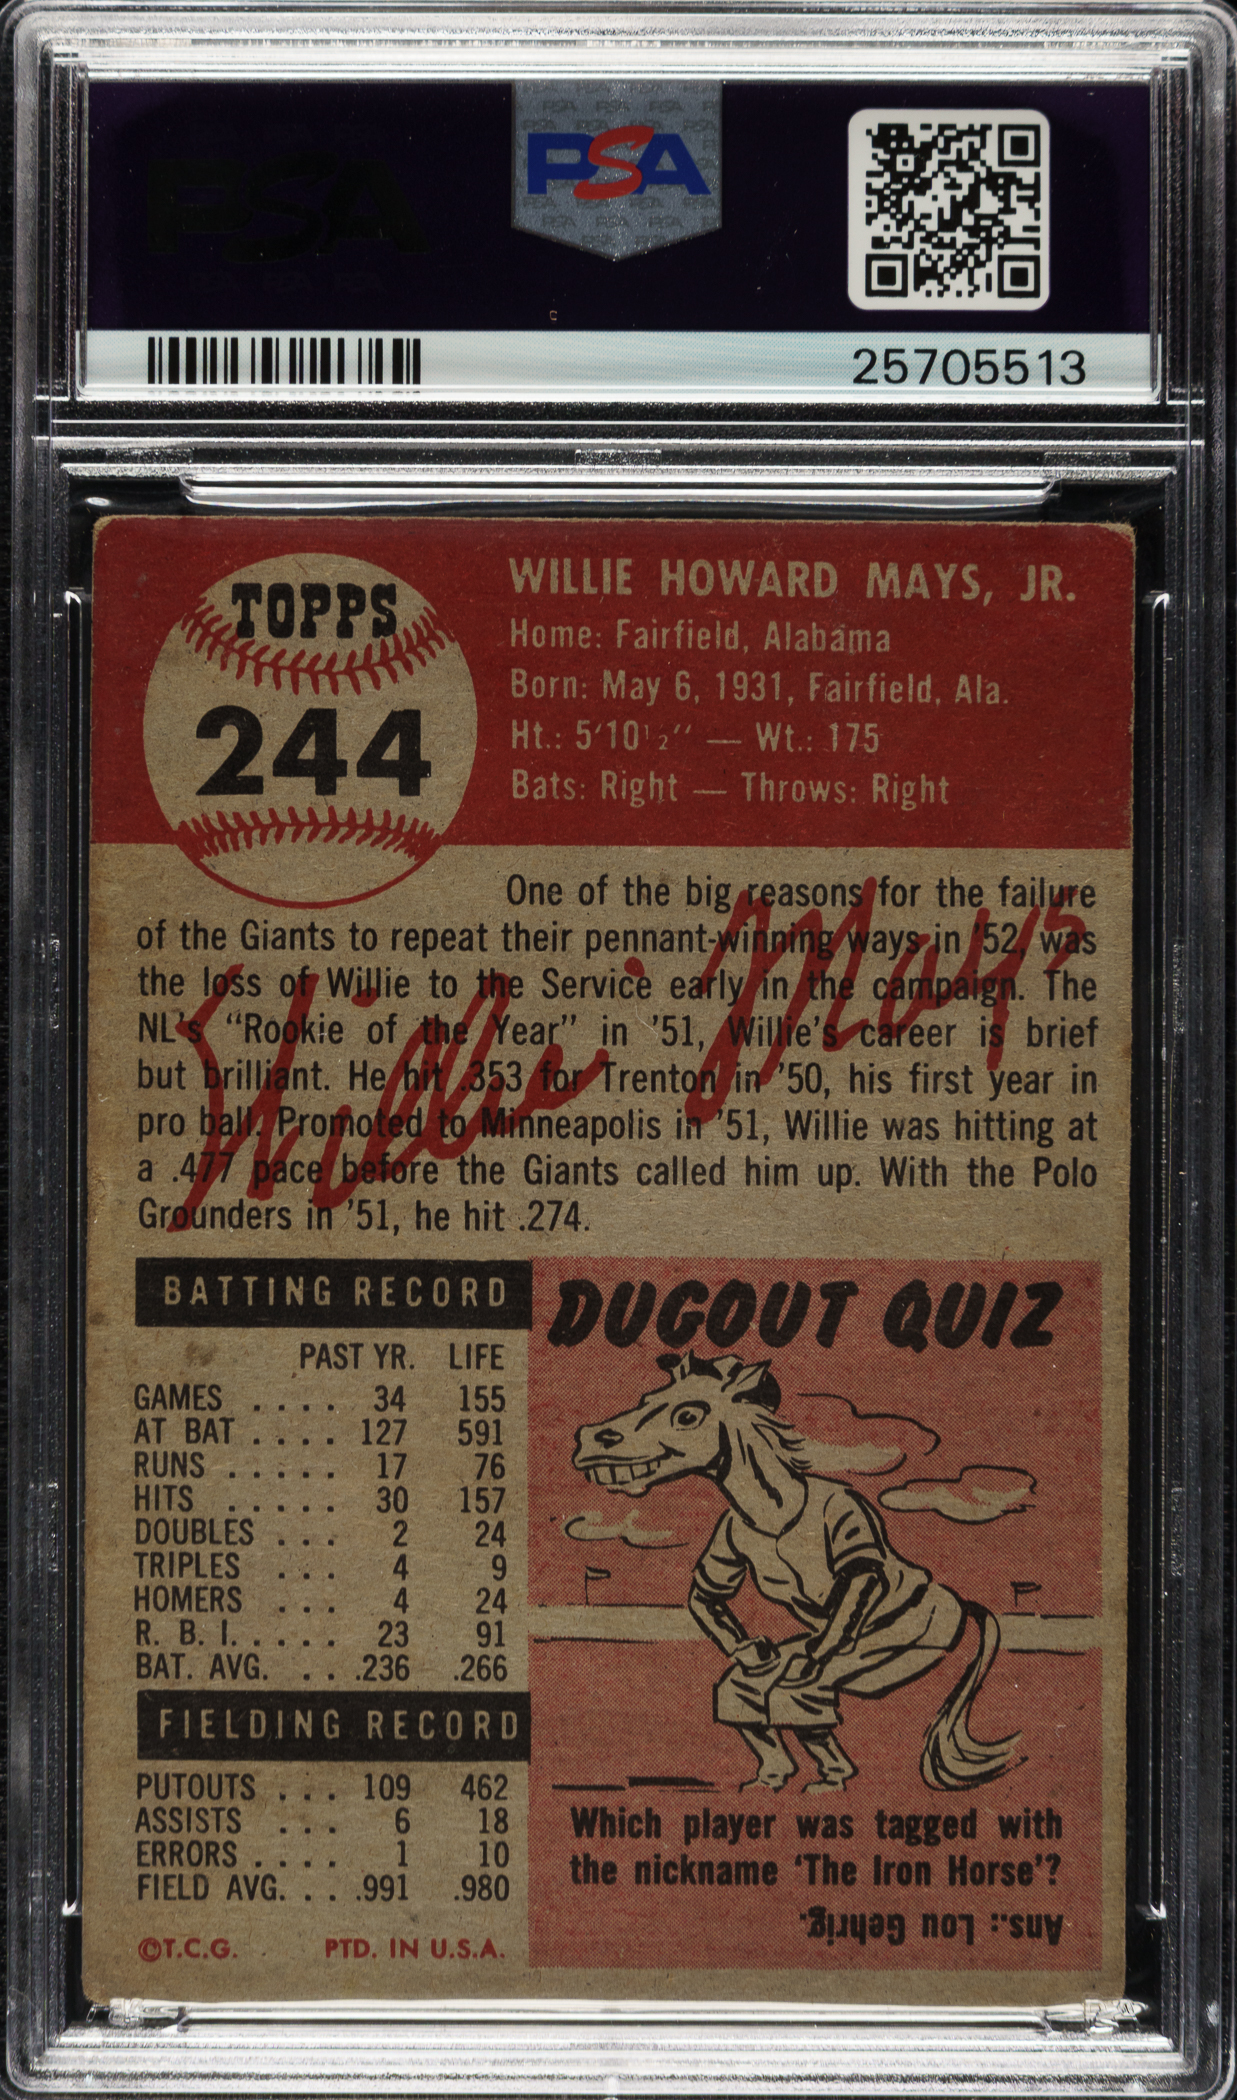 PSA
PSA
25705513
TOPPS
244
WILLIE HOWARD MAYS, JR.
Home: Fairfield, Alabama
Born: May 6, 1931, Fairfield, Ala.
Ht.: 5'10½" — Wt.: 175
Bats: Right — Throws: Right
One of the big reasons for the failure
of the Giants to repeat their pennant-winning ways in '52, was
the loss of Willie to the Service early in the campaign. The
NL's "Rookie of the Year" in '51, Willie's career is brief
but brilliant. He hit .353 for Trenton in '50, his first year in
pro ball. Promoted to Minneapolis in '51, Willie was hitting at
a .477 pace before the Giants called him up. With the Polo
Grounders in '51, he hit .274.
Willie Mays
BATTING RECORD
PAST YR. LIFE
GAMES . . . . 34 155
AT BAT . . . . 127 591
RUNS . . . . . 17 76
HITS . . . . . 30 157
DOUBLES . . . 2 24
TRIPLES . . . 4 9
HOMERS . . . 4 24
R. B. I. . . . . . 23 91
BAT. AVG. . . . .236 .266
FIELDING RECORD
PUTOUTS . . . 109 462
ASSISTS . . . 6 18
ERRORS . . . . 1 10
FIELD AVG. . . . .991 .980
©T.C.G. PTD. IN U.S.A.
DUGOUT QUIZ
Which player was tagged with
the nickname 'The Iron Horse'?
Ans.: Lou Gehrig.